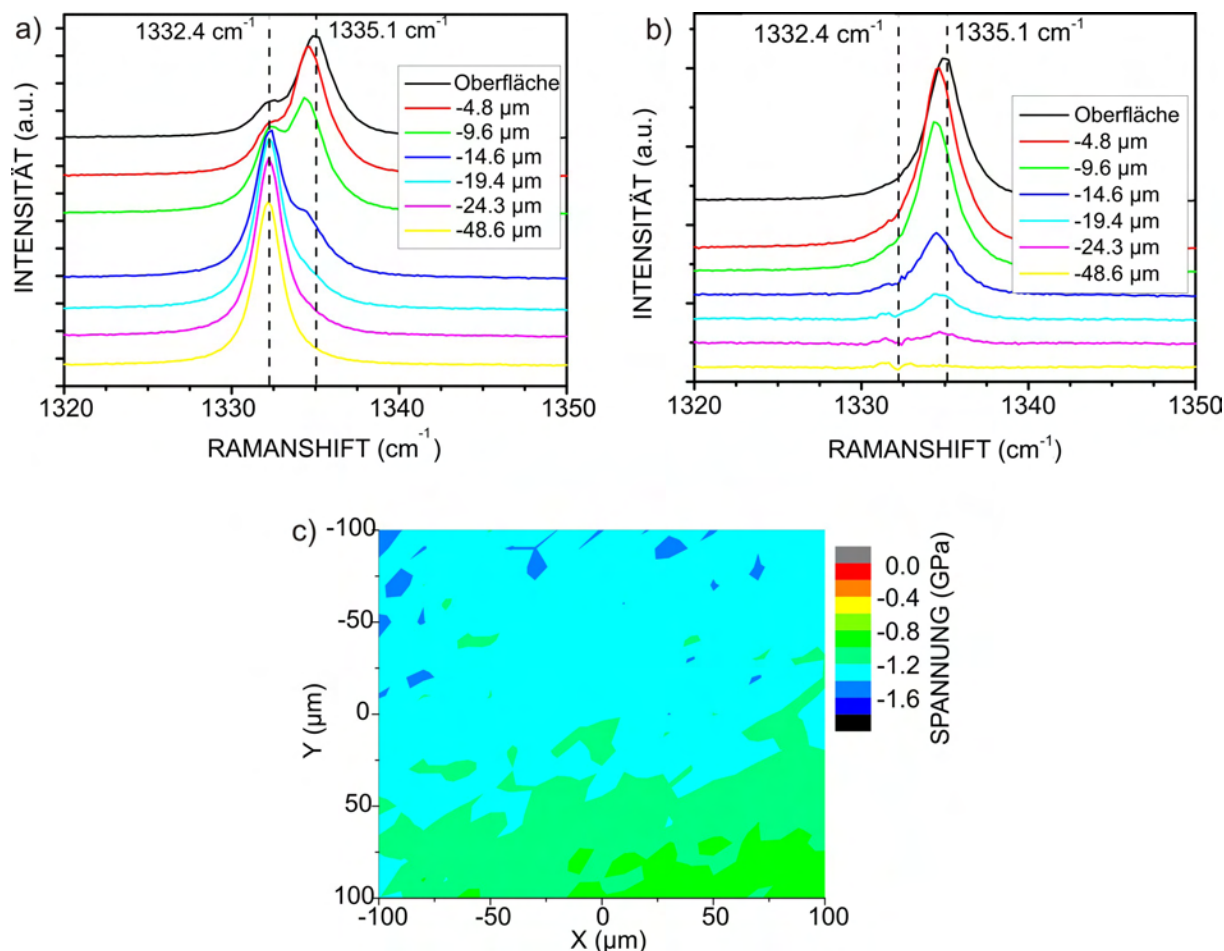 a)
1332.4 cm⁻¹
1335.1 cm⁻¹
Oberfläche
-4.8 µm
-9.6 µm
-14.6 µm
-19.4 µm
-24.3 µm
-48.6 µm
INTENSITÄT (a.u.)
1320 1330 1340 1350
RAMANSHIFT (cm⁻¹)
b)
1332.4 cm⁻¹
1335.1 cm⁻¹
Oberfläche
-4.8 µm
-9.6 µm
-14.6 µm
-19.4 µm
-24.3 µm
-48.6 µm
INTENSITÄT (a.u.)
1320 1330 1340 1350
RAMANSHIFT (cm⁻¹)
c)
-100
-50
0
50
100
Y (µm)
-100 -50 0 50 100
X (µm)
0.0
-0.4
-0.8
-1.2
-1.6
SPANNUNG (GPa)